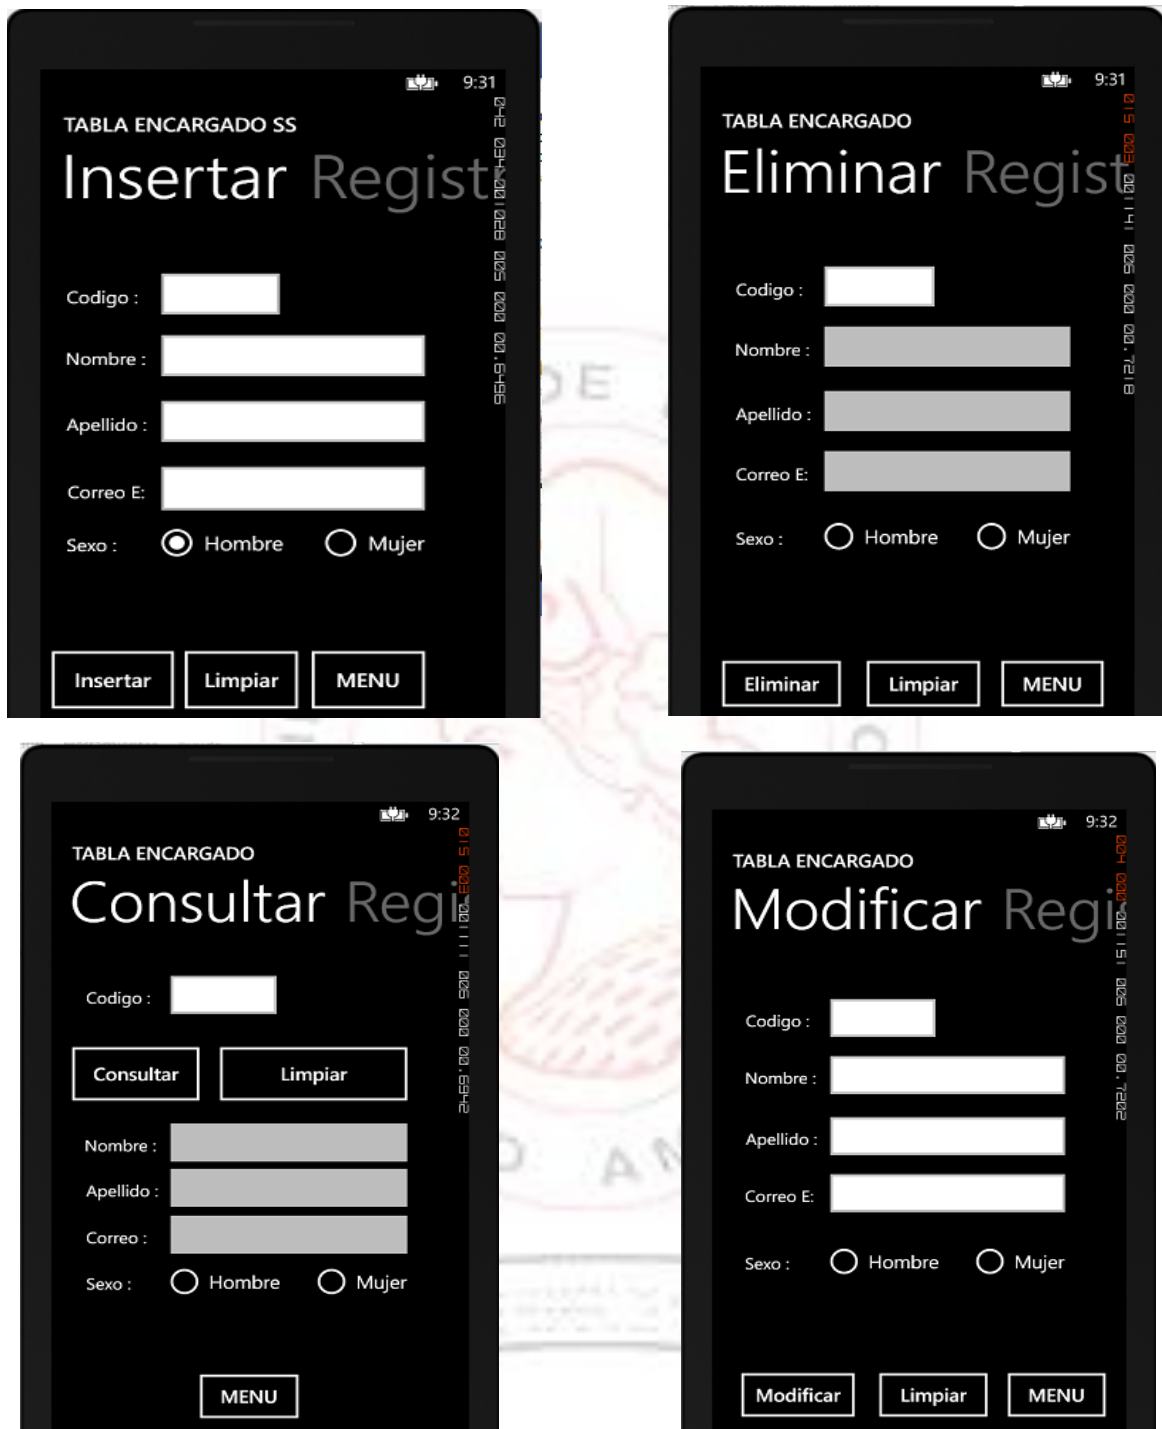 9:31
TABLA ENCARGADO SS
Insertar Regist
Codigo :
Nombre :
Apellido :
Correo E:
Sexo : Hombre Mujer
Insertar Limpiar MENU
9:31
TABLA ENCARGADO
Eliminar Regist
Codigo :
Nombre :
Apellido :
Correo E:
Sexo : Hombre Mujer
Eliminar Limpiar MENU
9:32
TABLA ENCARGADO
Consultar Regi
Codigo :
Consultar Limpiar
Nombre :
Apellido :
Correo :
Sexo : Hombre Mujer
MENU
9:32
TABLA ENCARGADO
Modificar Regi
Codigo :
Nombre :
Apellido :
Correo E:
Sexo : Hombre Mujer
Modificar Limpiar MENU
DE